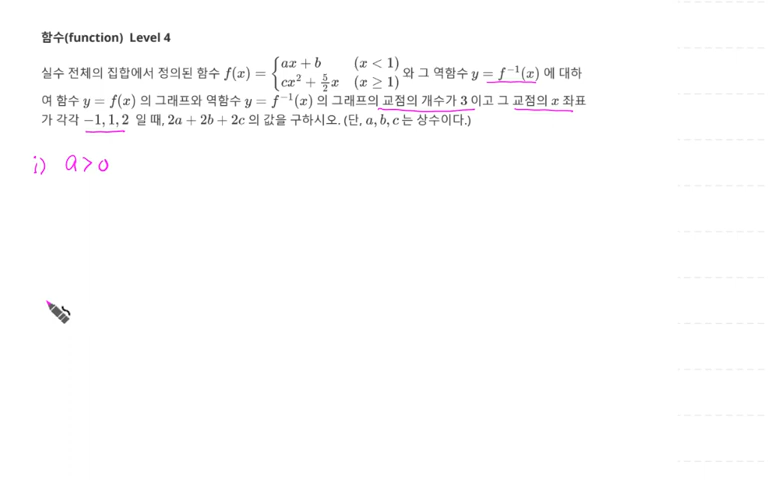 함수(function) Level 4
실수 전체의 집합에서 정의된 함수 f(x) = { ax + b (x < 1) cx² + 5/2 x (x ≥ 1) 와 그 역함수 y = f⁻¹(x) 에 대하
여 함수 y = f(x) 의 그래프와 역함수 y = f⁻¹(x) 의 그래프의 교점의 개수가 3 이고 그 교점의 x 좌표
가 각각 −1, 1, 2 일 때, 2a + 2b + 2c 의 값을 구하시오. (단, a, b, c 는 상수이다.)
i) a > 0